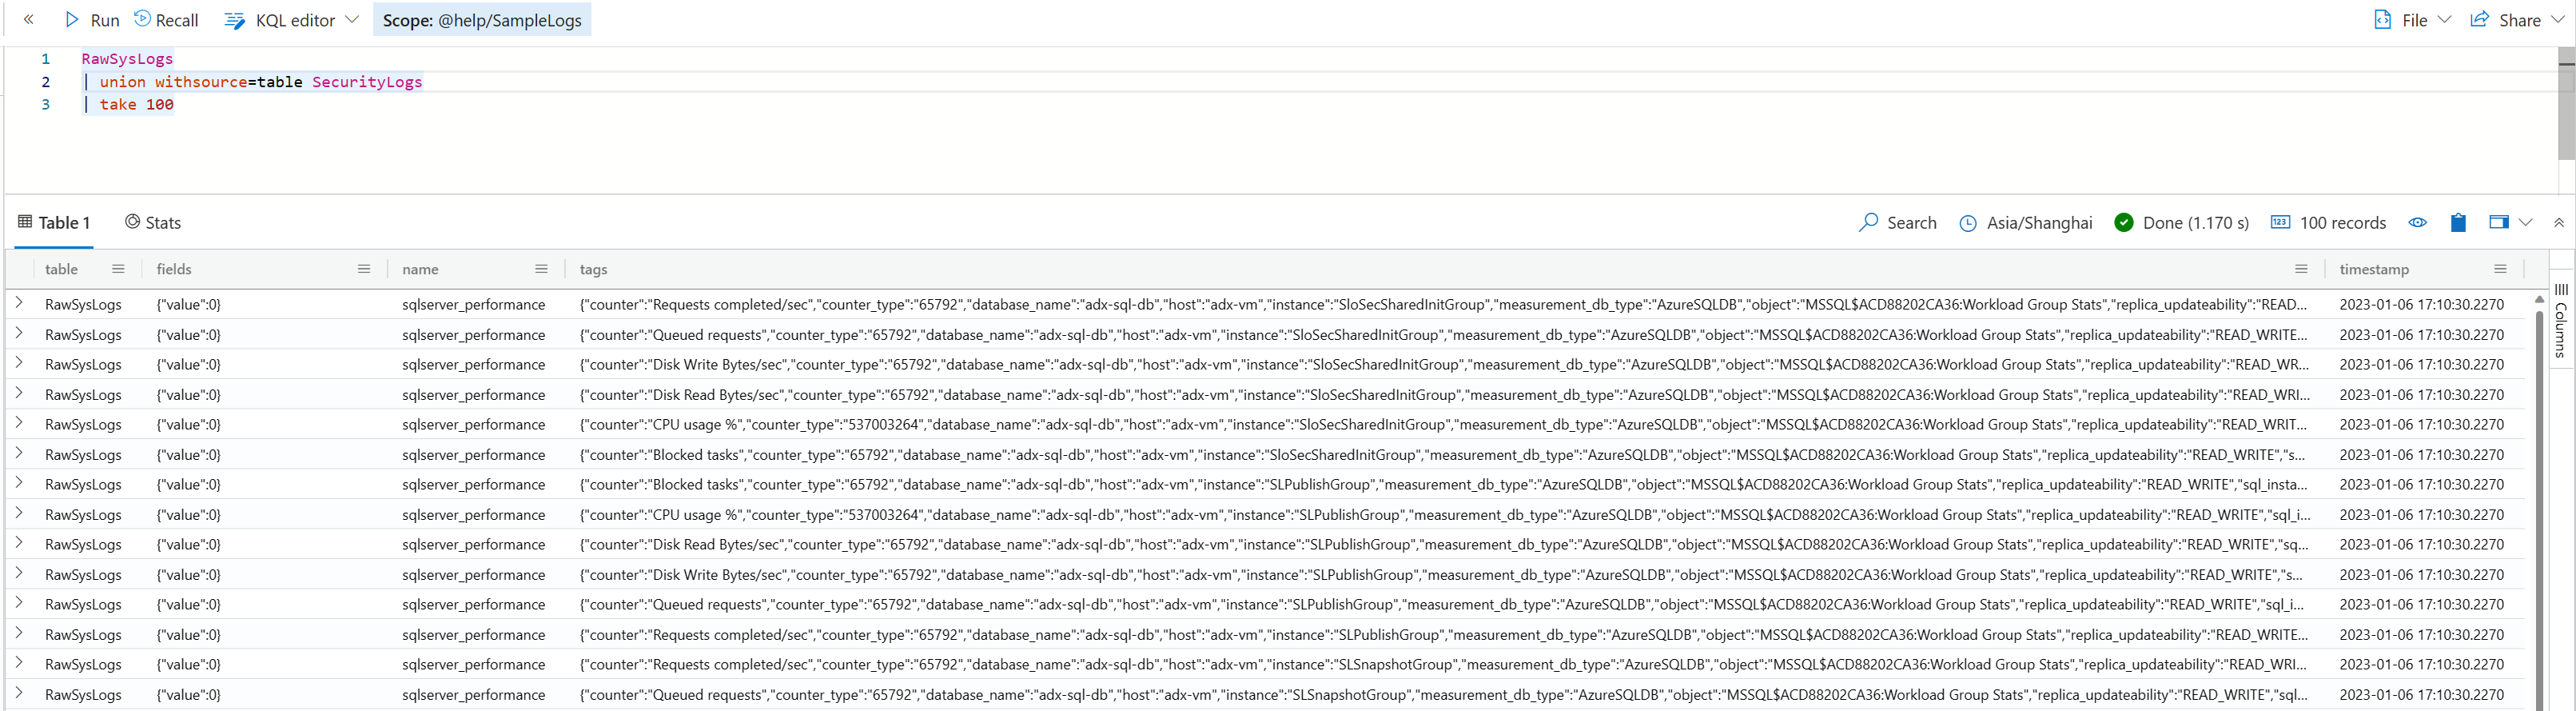 « Run Recall KQL editor Scope: @help/SampleLogs File Share
1 RawSysLogs
2 | union withsource=table SecurityLogs
3 | take 100
Table 1 Stats Search Asia/Shanghai Done (1.170 s) 123 100 records
table fields name tags timestamp
RawSysLogs {"value":0} sqlserver_performance {"counter":"Requests completed/sec","counter_type":"65792","database_name":"adx-sql-db","host":"adx-vm","instance":"SloSecSharedInitGroup","measurement_db_type":"AzureSQLDB","object":"MSSQL$ACD88202CA36:Workload Group Stats","replica_updateability":"READ... 2023-01-06 17:10:30.2270
RawSysLogs {"value":0} sqlserver_performance {"counter":"Queued requests","counter_type":"65792","database_name":"adx-sql-db","host":"adx-vm","instance":"SloSecSharedInitGroup","measurement_db_type":"AzureSQLDB","object":"MSSQL$ACD88202CA36:Workload Group Stats","replica_updateability":"READ_WRITE... 2023-01-06 17:10:30.2270
RawSysLogs {"value":0} sqlserver_performance {"counter":"Disk Write Bytes/sec","counter_type":"65792","database_name":"adx-sql-db","host":"adx-vm","instance":"SloSecSharedInitGroup","measurement_db_type":"AzureSQLDB","object":"MSSQL$ACD88202CA36:Workload Group Stats","replica_updateability":"READ_WR... 2023-01-06 17:10:30.2270
RawSysLogs {"value":0} sqlserver_performance {"counter":"Disk Read Bytes/sec","counter_type":"65792","database_name":"adx-sql-db","host":"adx-vm","instance":"SloSecSharedInitGroup","measurement_db_type":"AzureSQLDB","object":"MSSQL$ACD88202CA36:Workload Group Stats","replica_updateability":"READ_WRI... 2023-01-06 17:10:30.2270
RawSysLogs {"value":0} sqlserver_performance {"counter":"CPU usage %","counter_type":"537003264","database_name":"adx-sql-db","host":"adx-vm","instance":"SloSecSharedInitGroup","measurement_db_type":"AzureSQLDB","object":"MSSQL$ACD88202CA36:Workload Group Stats","replica_updateability":"READ_WRIT... 2023-01-06 17:10:30.2270
RawSysLogs {"value":0} sqlserver_performance {"counter":"Blocked tasks","counter_type":"65792","database_name":"adx-sql-db","host":"adx-vm","instance":"SloSecSharedInitGroup","measurement_db_type":"AzureSQLDB","object":"MSSQL$ACD88202CA36:Workload Group Stats","replica_updateability":"READ_WRITE","s... 2023-01-06 17:10:30.2270
RawSysLogs {"value":0} sqlserver_performance {"counter":"Blocked tasks","counter_type":"65792","database_name":"adx-sql-db","host":"adx-vm","instance":"SLPublishGroup","measurement_db_type":"AzureSQLDB","object":"MSSQL$ACD88202CA36:Workload Group Stats","replica_updateability":"READ_WRITE","sql_insta... 2023-01-06 17:10:30.2270
RawSysLogs {"value":0} sqlserver_performance {"counter":"CPU usage %","counter_type":"537003264","database_name":"adx-sql-db","host":"adx-vm","instance":"SLPublishGroup","measurement_db_type":"AzureSQLDB","object":"MSSQL$ACD88202CA36:Workload Group Stats","replica_updateability":"READ_WRITE","sql_i... 2023-01-06 17:10:30.2270
RawSysLogs {"value":0} sqlserver_performance {"counter":"Disk Read Bytes/sec","counter_type":"65792","database_name":"adx-sql-db","host":"adx-vm","instance":"SLPublishGroup","measurement_db_type":"AzureSQLDB","object":"MSSQL$ACD88202CA36:Workload Group Stats","replica_updateability":"READ_WRITE","sq... 2023-01-06 17:10:30.2270
RawSysLogs {"value":0} sqlserver_performance {"counter":"Disk Write Bytes/sec","counter_type":"65792","database_name":"adx-sql-db","host":"adx-vm","instance":"SLPublishGroup","measurement_db_type":"AzureSQLDB","object":"MSSQL$ACD88202CA36:Workload Group Stats","replica_updateability":"READ_WRITE","s... 2023-01-06 17:10:30.2270
RawSysLogs {"value":0} sqlserver_performance {"counter":"Queued requests","counter_type":"65792","database_name":"adx-sql-db","host":"adx-vm","instance":"SLPublishGroup","measurement_db_type":"AzureSQLDB","object":"MSSQL$ACD88202CA36:Workload Group Stats","replica_updateability":"READ_WRITE","sql_i... 2023-01-06 17:10:30.2270
RawSysLogs {"value":0} sqlserver_performance {"counter":"Requests completed/sec","counter_type":"65792","database_name":"adx-sql-db","host":"adx-vm","instance":"SLPublishGroup","measurement_db_type":"AzureSQLDB","object":"MSSQL$ACD88202CA36:Workload Group Stats","replica_updateability":"READ_WRITE... 2023-01-06 17:10:30.2270
RawSysLogs {"value":0} sqlserver_performance {"counter":"Requests completed/sec","counter_type":"65792","database_name":"adx-sql-db","host":"adx-vm","instance":"SLSnapshotGroup","measurement_db_type":"AzureSQLDB","object":"MSSQL$ACD88202CA36:Workload Group Stats","replica_updateability":"READ_WRI... 2023-01-06 17:10:30.2270
RawSysLogs {"value":0} sqlserver_performance {"counter":"Queued requests","counter_type":"65792","database_name":"adx-sql-db","host":"adx-vm","instance":"SLSnapshotGroup","measurement_db_type":"AzureSQLDB","object":"MSSQL$ACD88202CA36:Workload Group Stats","replica_updateability":"READ_WRITE","sql... 2023-01-06 17:10:30.2270
Columns